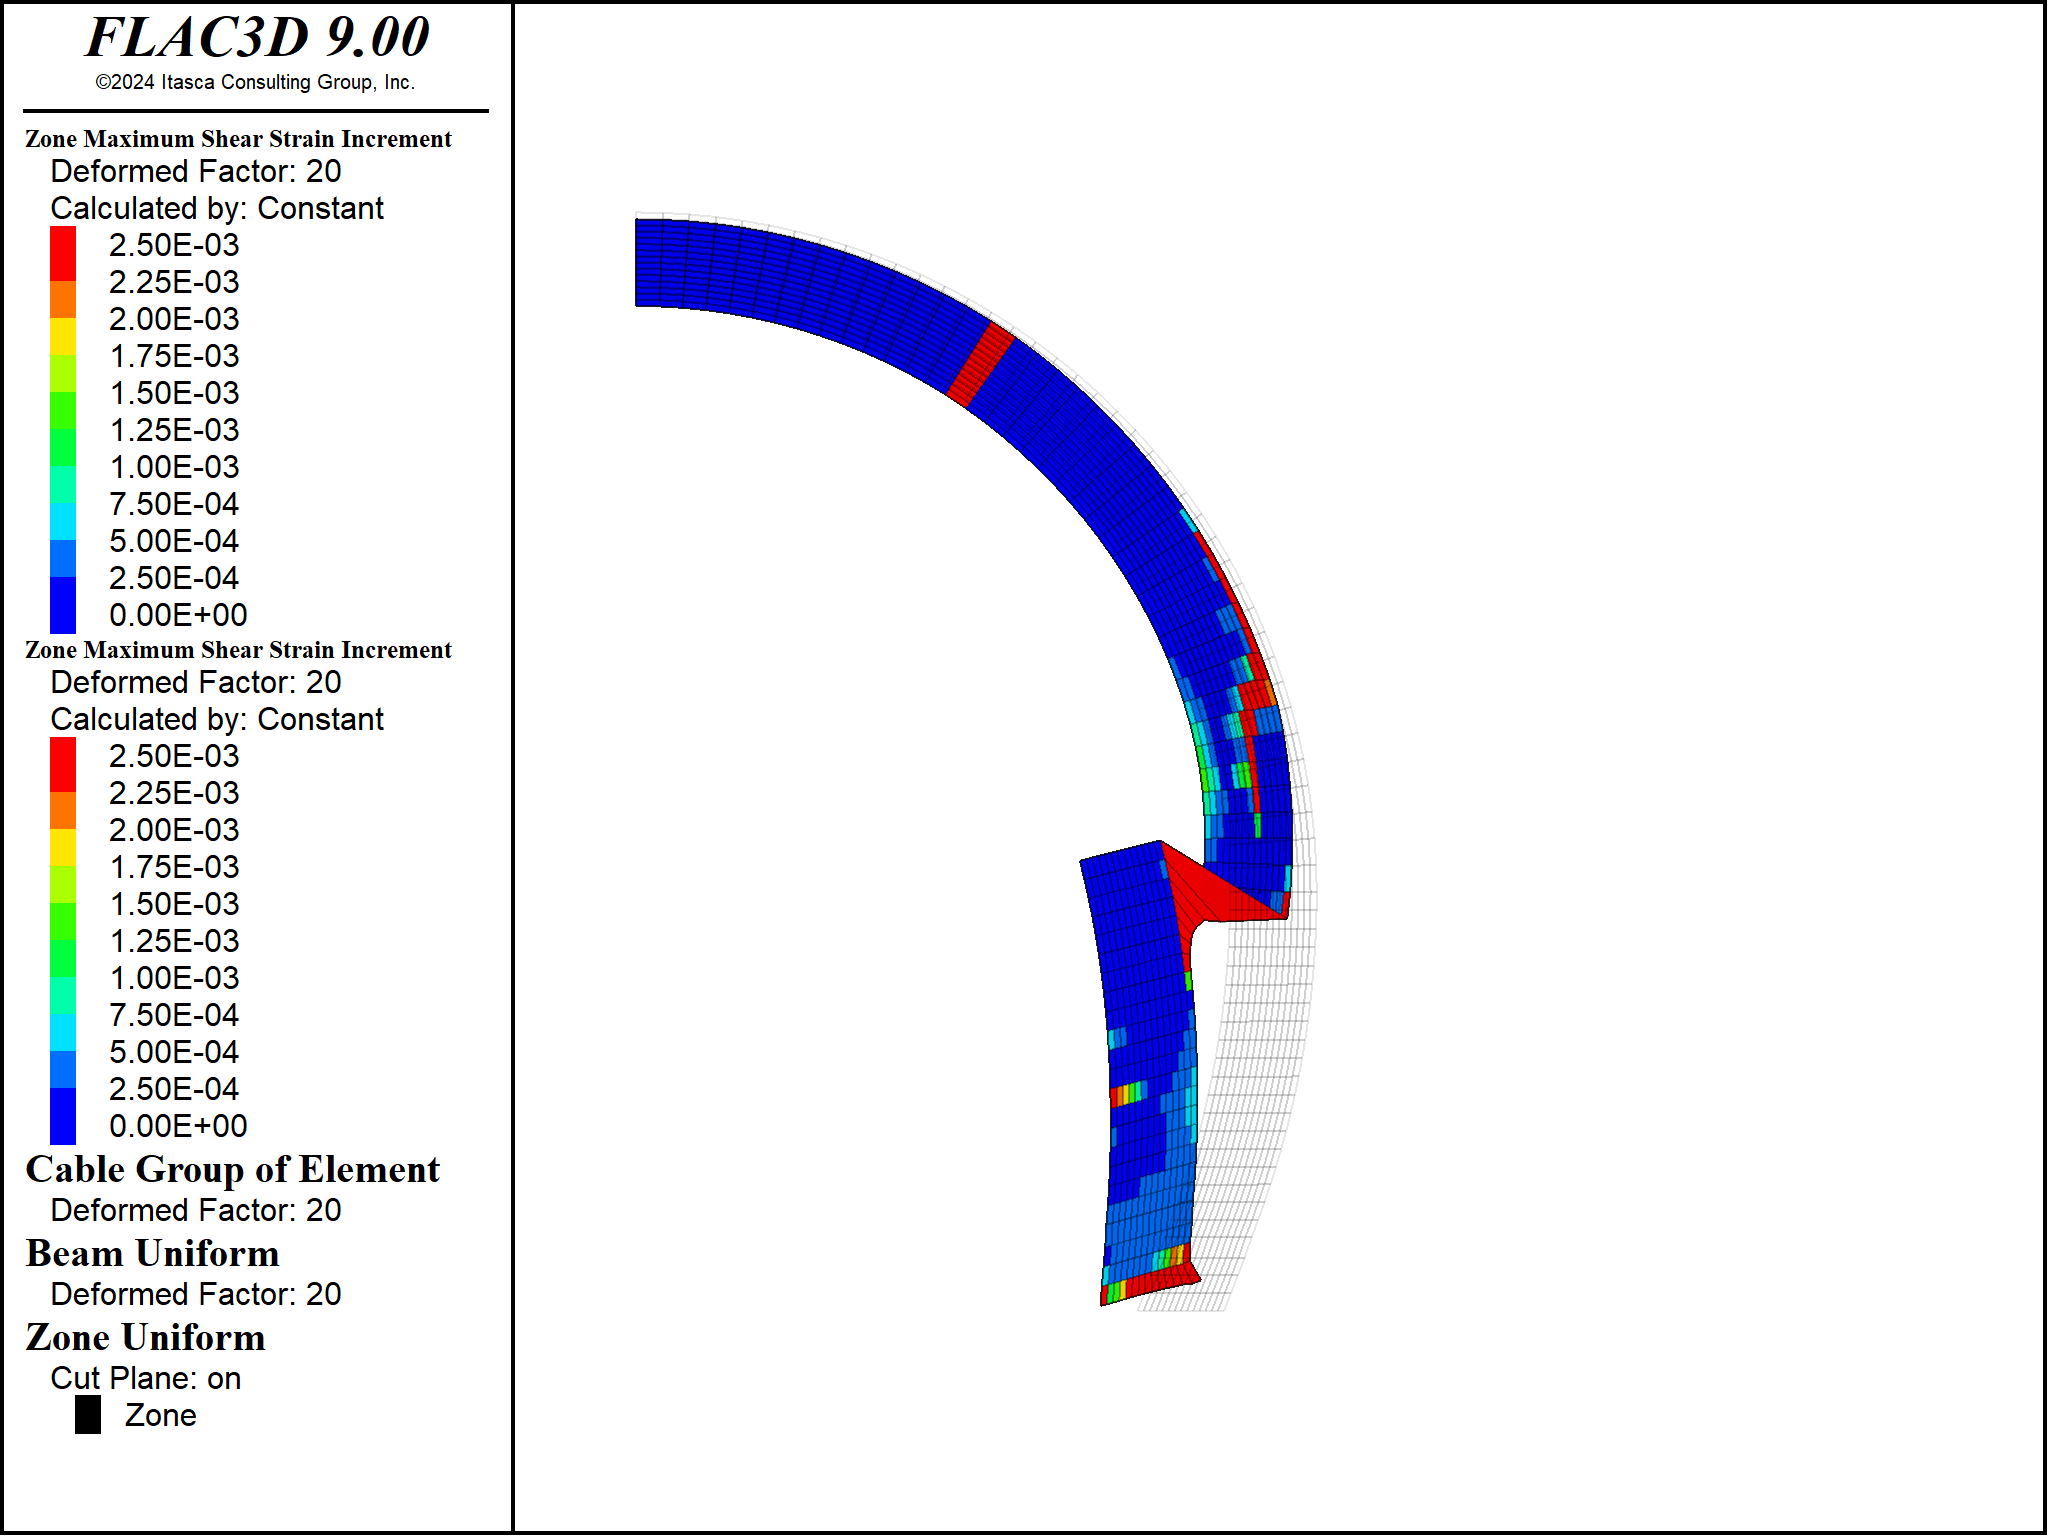 FLAC3D 9.00
©2024 Itasca Consulting Group, Inc.
Zone Maximum Shear Strain Increment
Deformed Factor: 20
Calculated by: Constant
2.50E-03
2.25E-03
2.00E-03
1.75E-03
1.50E-03
1.25E-03
1.00E-03
7.50E-04
5.00E-04
2.50E-04
0.00E+00
Zone Maximum Shear Strain Increment
Deformed Factor: 20
Calculated by: Constant
2.50E-03
2.25E-03
2.00E-03
1.75E-03
1.50E-03
1.25E-03
1.00E-03
7.50E-04
5.00E-04
2.50E-04
0.00E+00
Cable Group of Element
Deformed Factor: 20
Beam Uniform
Deformed Factor: 20
Zone Uniform
Cut Plane: on
Zone